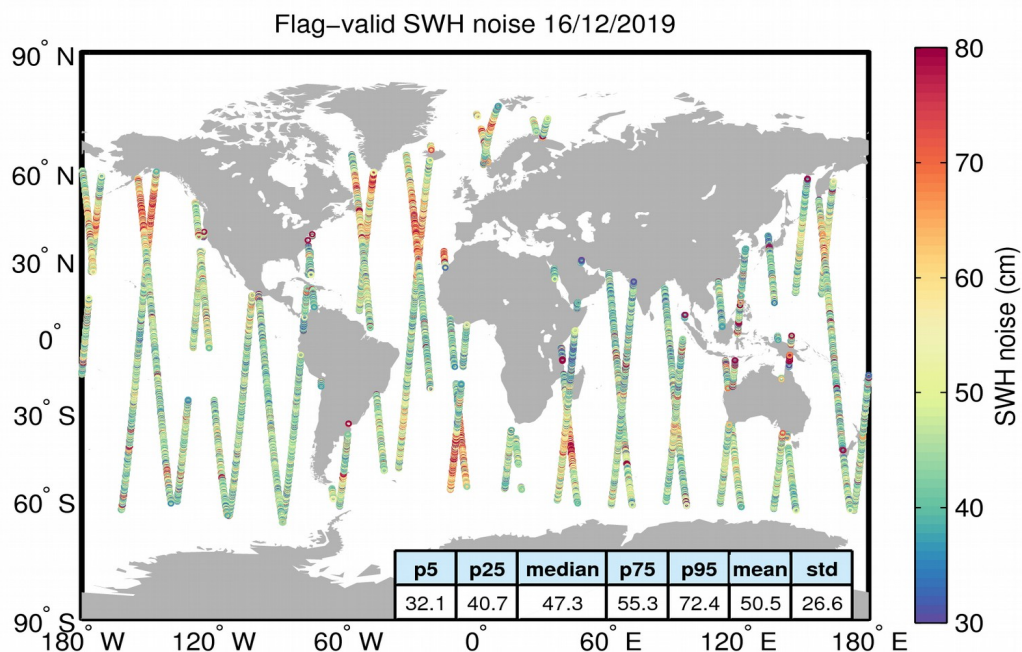 Flag−valid SWH noise 16/12/2019
90° N
60° N
30° N
0°
30° S
60° S
90° S
180° W
120° W
60° W
0°
60° E
120° E
180° E
80
70
60
50
40
30
SWH noise (cm)
p5 p25 median p75 p95 mean std
32.1 40.7 47.3 55.3 72.4 50.5 26.6